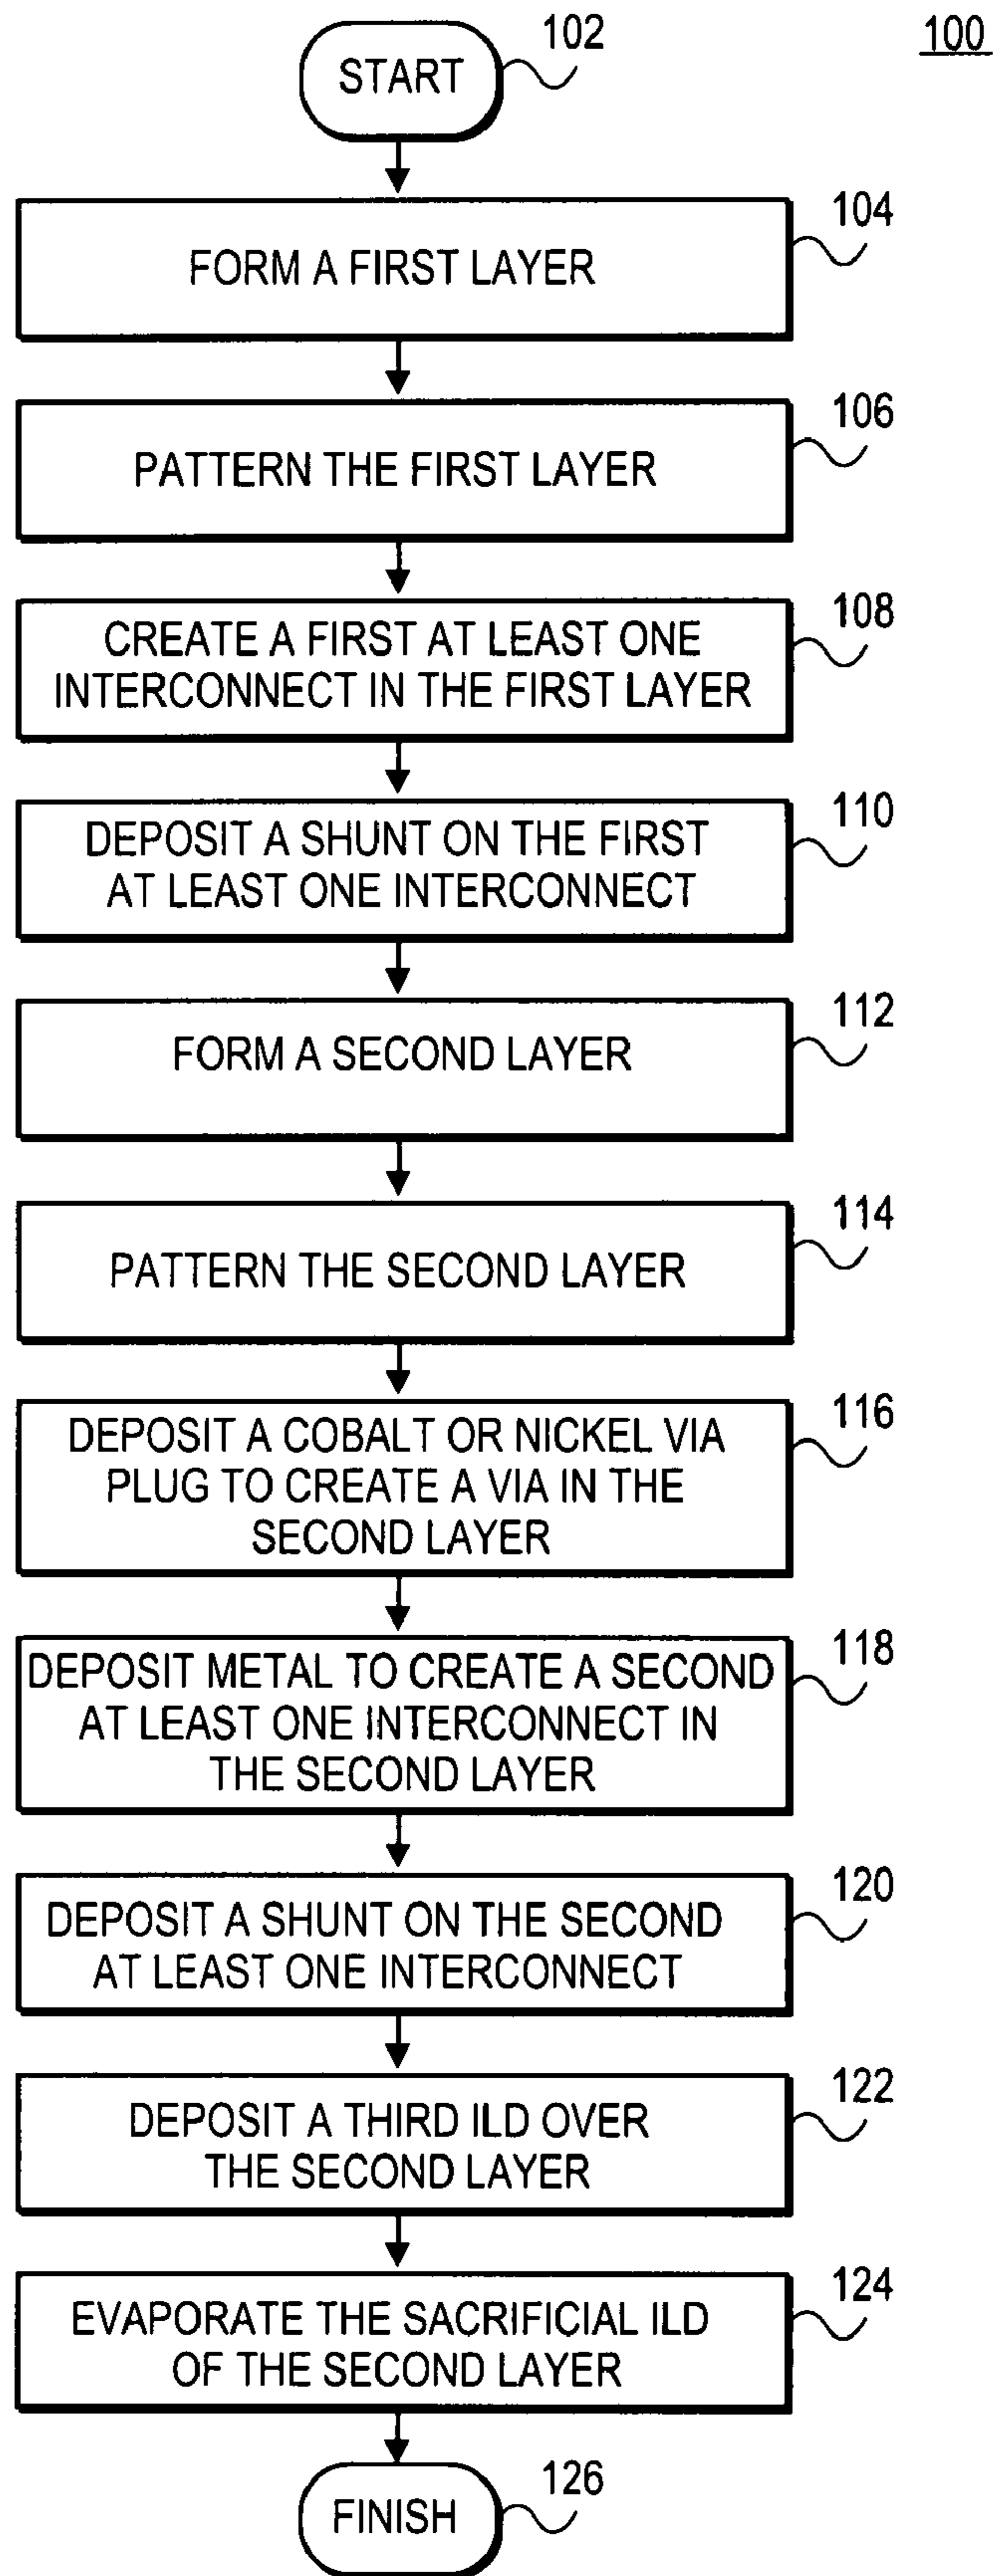 100
START
102
FORM A FIRST LAYER
104
PATTERN THE FIRST LAYER
106
CREATE A FIRST AT LEAST ONE
INTERCONNECT IN THE FIRST LAYER
108
DEPOSIT A SHUNT ON THE FIRST
AT LEAST ONE INTERCONNECT
110
FORM A SECOND LAYER
112
PATTERN THE SECOND LAYER
114
DEPOSIT A COBALT OR NICKEL VIA
PLUG TO CREATE A VIA IN THE
SECOND LAYER
116
DEPOSIT METAL TO CREATE A SECOND
AT LEAST ONE INTERCONNECT IN
THE SECOND LAYER
118
DEPOSIT A SHUNT ON THE SECOND
AT LEAST ONE INTERCONNECT
120
DEPOSIT A THIRD ILD OVER
THE SECOND LAYER
122
EVAPORATE THE SACRIFICIAL ILD
OF THE SECOND LAYER
124
FINISH
126